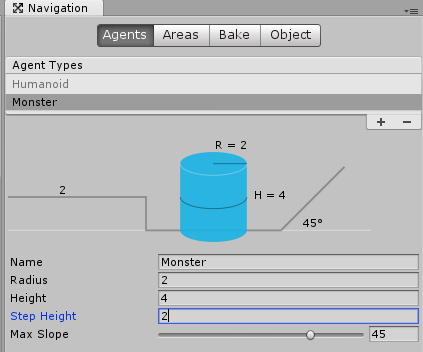 Navigation
Agents Areas Bake Object
Agent Types
Humanoid
Monster
R = 2
2
H = 4
45°
Name Monster
Radius 2
Height 4
Step Height 2
Max Slope 45